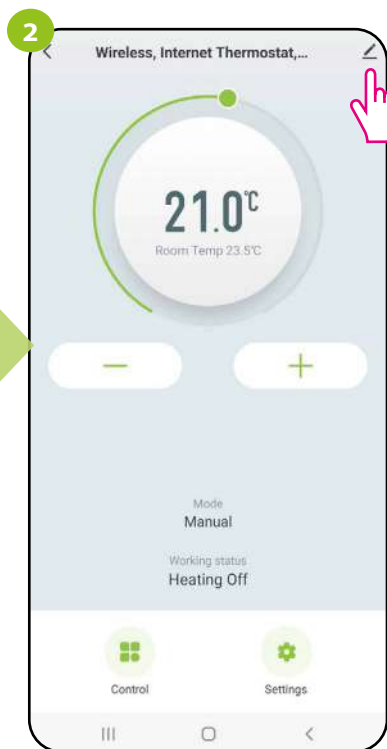 2
Wireless, Internet Thermostat,...
21.0°C
Room Temp 23.5°C
Mode
Manual
Working status
Heating Off
Control
Settings